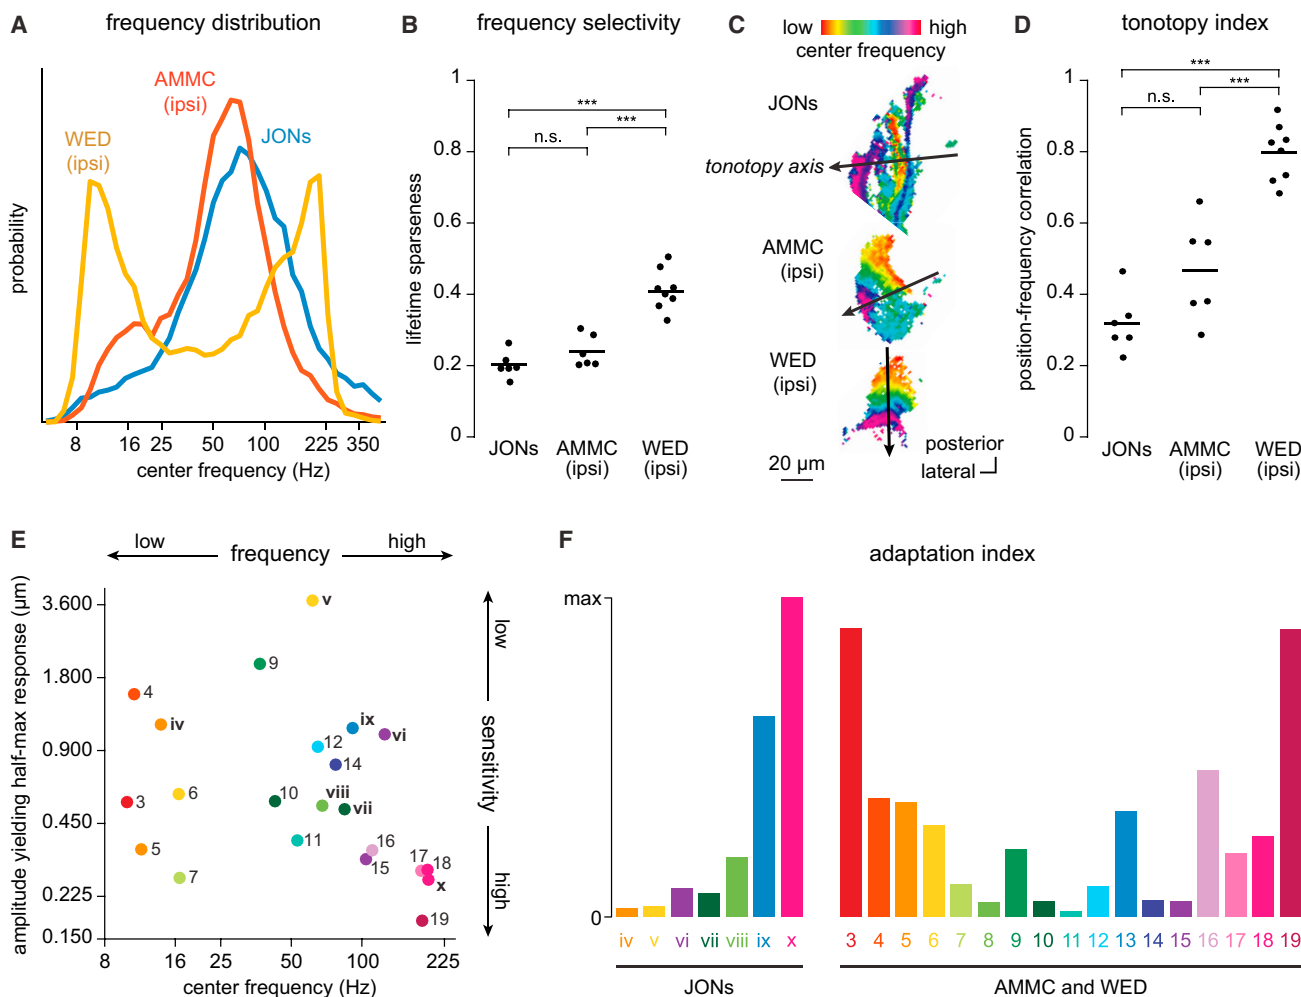 A frequency distribution
AMMC
(ipsi)
WED
(ipsi)
JONs
probability
8 16 25 50 100 225 350
center frequency (Hz)
B frequency selectivity
lifetime sparseness
1
0.8
0.6
0.4
0.2
0
***
***
n.s.
JONs AMMC WED
(ipsi) (ipsi)
C low high
center frequency
JONs
tonotopy axis
AMMC
(ipsi)
WED
(ipsi)
20 µm
posterior
lateral
D tonotopy index
position-frequency correlation
1
0.8
0.6
0.4
0.2
0
***
***
n.s.
JONs AMMC WED
(ipsi) (ipsi)
E low frequency high
amplitude yielding half-max response (µm)
3.600
1.800
0.900
0.450
0.225
0.150
v
9
4
iv
ix
vi
12
14
3
6
10
viii
vii
11
5
16
15
7
17
18
x
19
8 16 25 50 100 225
center frequency (Hz)
low
sensitivity
high
F adaptation index
max
0
iv v vi vii viii ix x
JONs
3 4 5 6 7 8 9 10 11 12 13 14 15 16 17 18 19
AMMC and WED